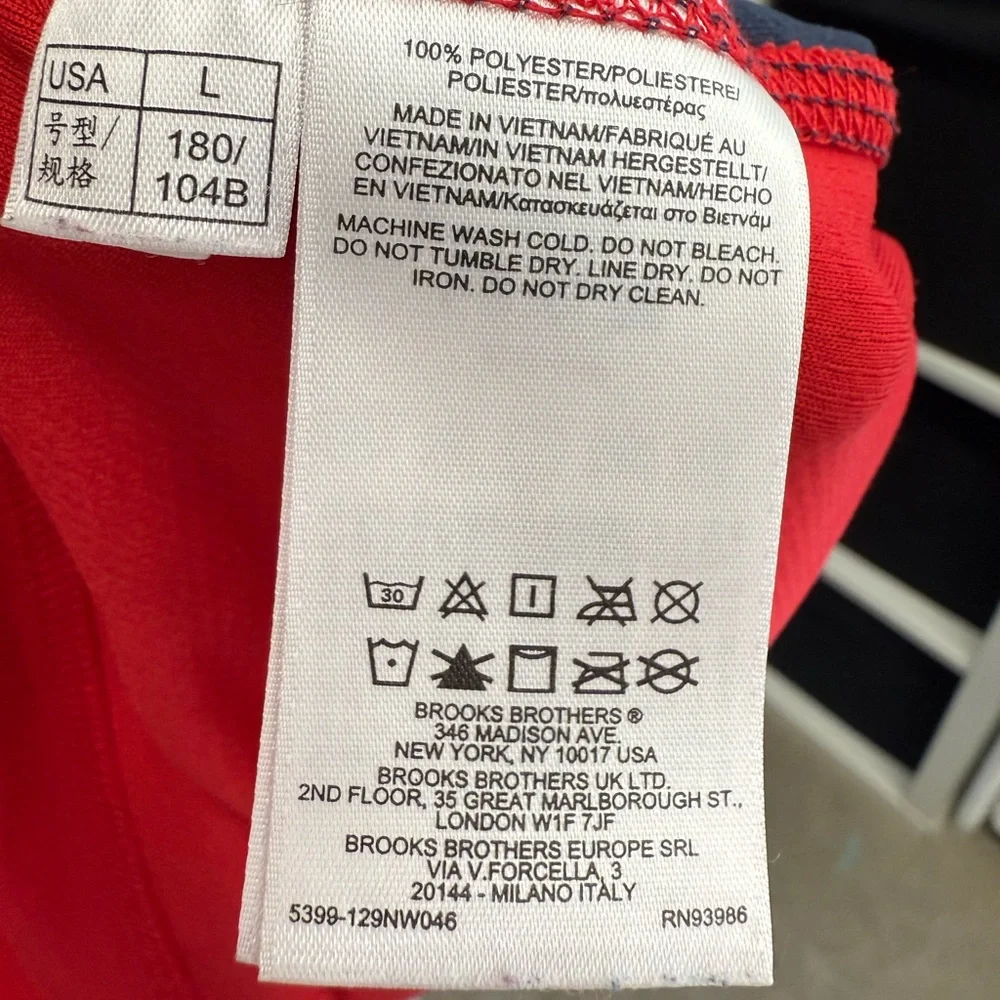 USA L
号型/规格 180/104B
100% POLYESTER/POLIESTERE/
POLIESTER/πολυεστέρας
MADE IN VIETNAM/FABRIQUÉ AU
VIETNAM/IN VIETNAM HERGESTELLT/
CONFEZIONATO NEL VIETNAM/HECHO
EN VIETNAM/Κατασκευάζεται στο Βιετνάμ
MACHINE WASH COLD. DO NOT BLEACH.
DO NOT TUMBLE DRY. LINE DRY. DO NOT
IRON. DO NOT DRY CLEAN.
30
BROOKS BROTHERS ®
346 MADISON AVE.
NEW YORK, NY 10017 USA
BROOKS BROTHERS UK LTD.
2ND FLOOR, 35 GREAT MARLBOROUGH ST.,
LONDON W1F 7JF
BROOKS BROTHERS EUROPE SRL
VIA V.FORCELLA, 3
20144 - MILANO ITALY
5399-129NW046 RN93986